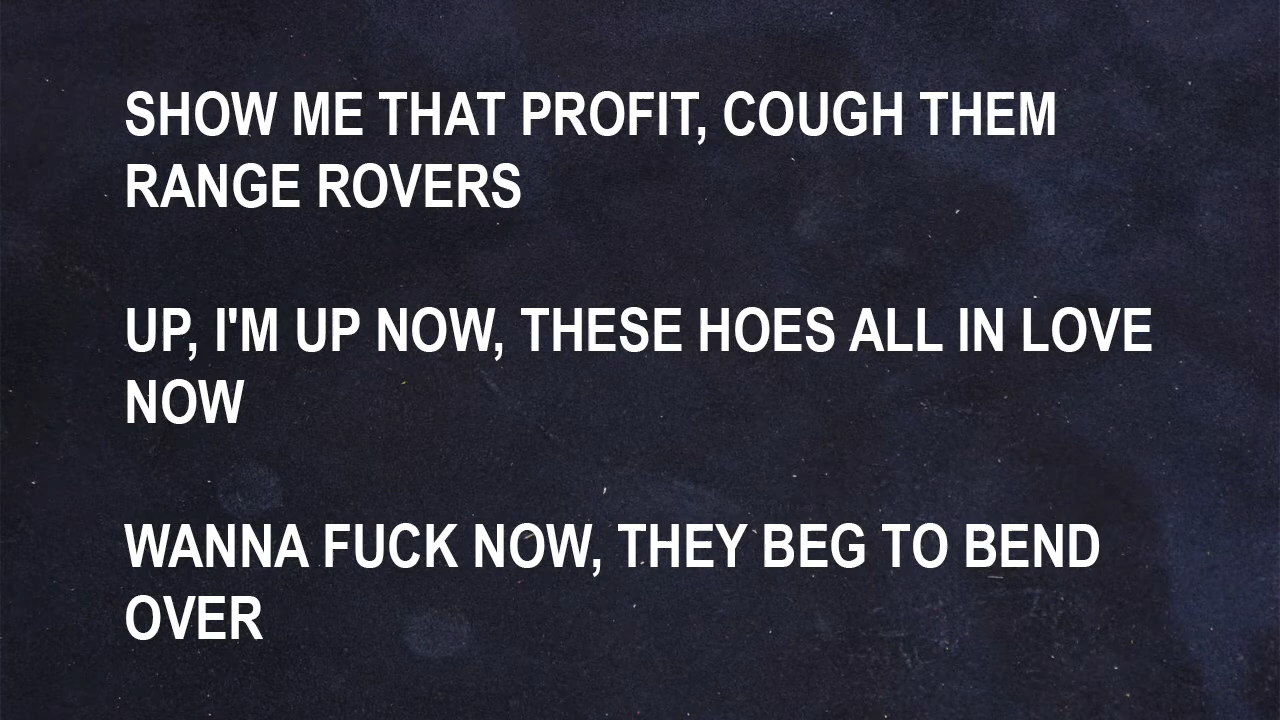 SHOW ME THAT PROFIT, COUGH THEM
RANGE ROVERS
UP, I'M UP NOW, THESE HOES ALL IN LOVE
NOW
WANNA FUCK NOW, THEY BEG TO BEND
OVER